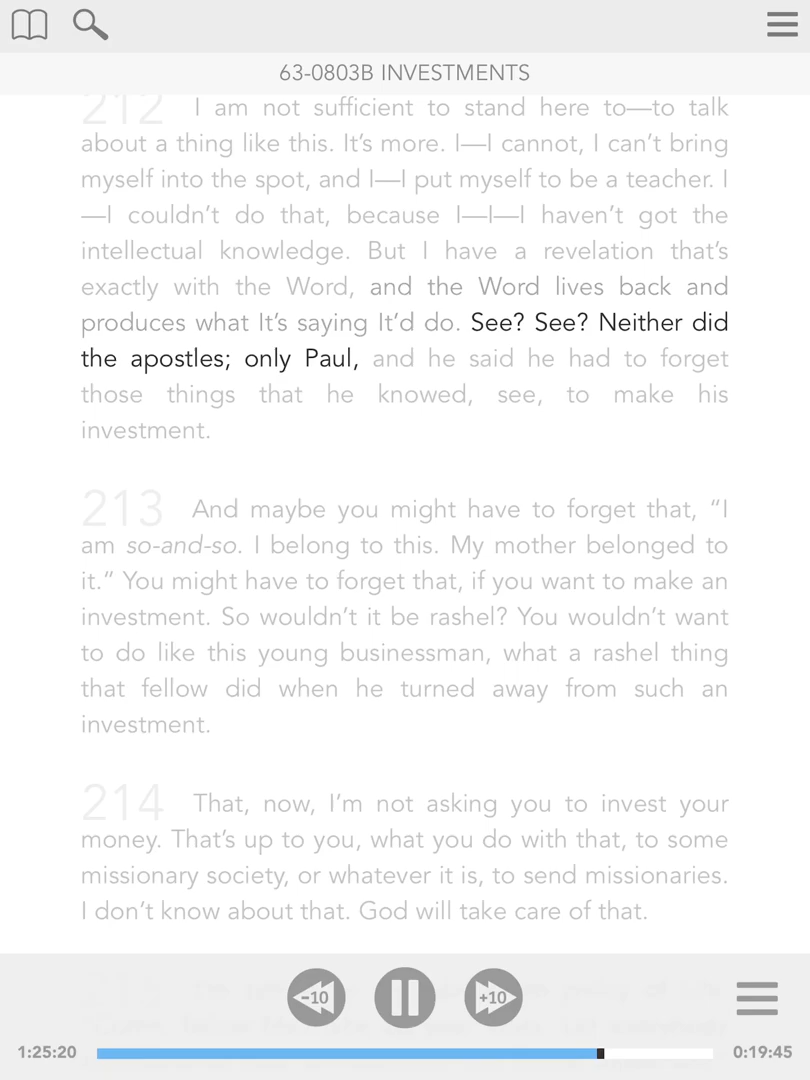 63-0803B INVESTMENTS
212 I am not sufficient to stand here to—to talk
about a thing like this. It’s more. I—I cannot, I can’t bring
myself into the spot, and I—I put myself to be a teacher. I
—I couldn’t do that, because I—I—I haven’t got the
intellectual knowledge. But I have a revelation that’s
exactly with the Word, and the Word lives back and
produces what It’s saying It’d do. See? See? Neither did
the apostles; only Paul, and he said he had to forget
those things that he knowed, see, to make his
investment.
213 And maybe you might have to forget that, “I
am so-and-so. I belong to this. My mother belonged to
it.” You might have to forget that, if you want to make an
investment. So wouldn’t it be rashel? You wouldn’t want
to do like this young businessman, what a rashel thing
that fellow did when he turned away from such an
investment.
214 That, now, I’m not asking you to invest your
money. That’s up to you, what you do with that, to some
missionary society, or whatever it is, to send missionaries.
I don’t know about that. God will take care of that.
-10 +10
1:25:20 0:19:45